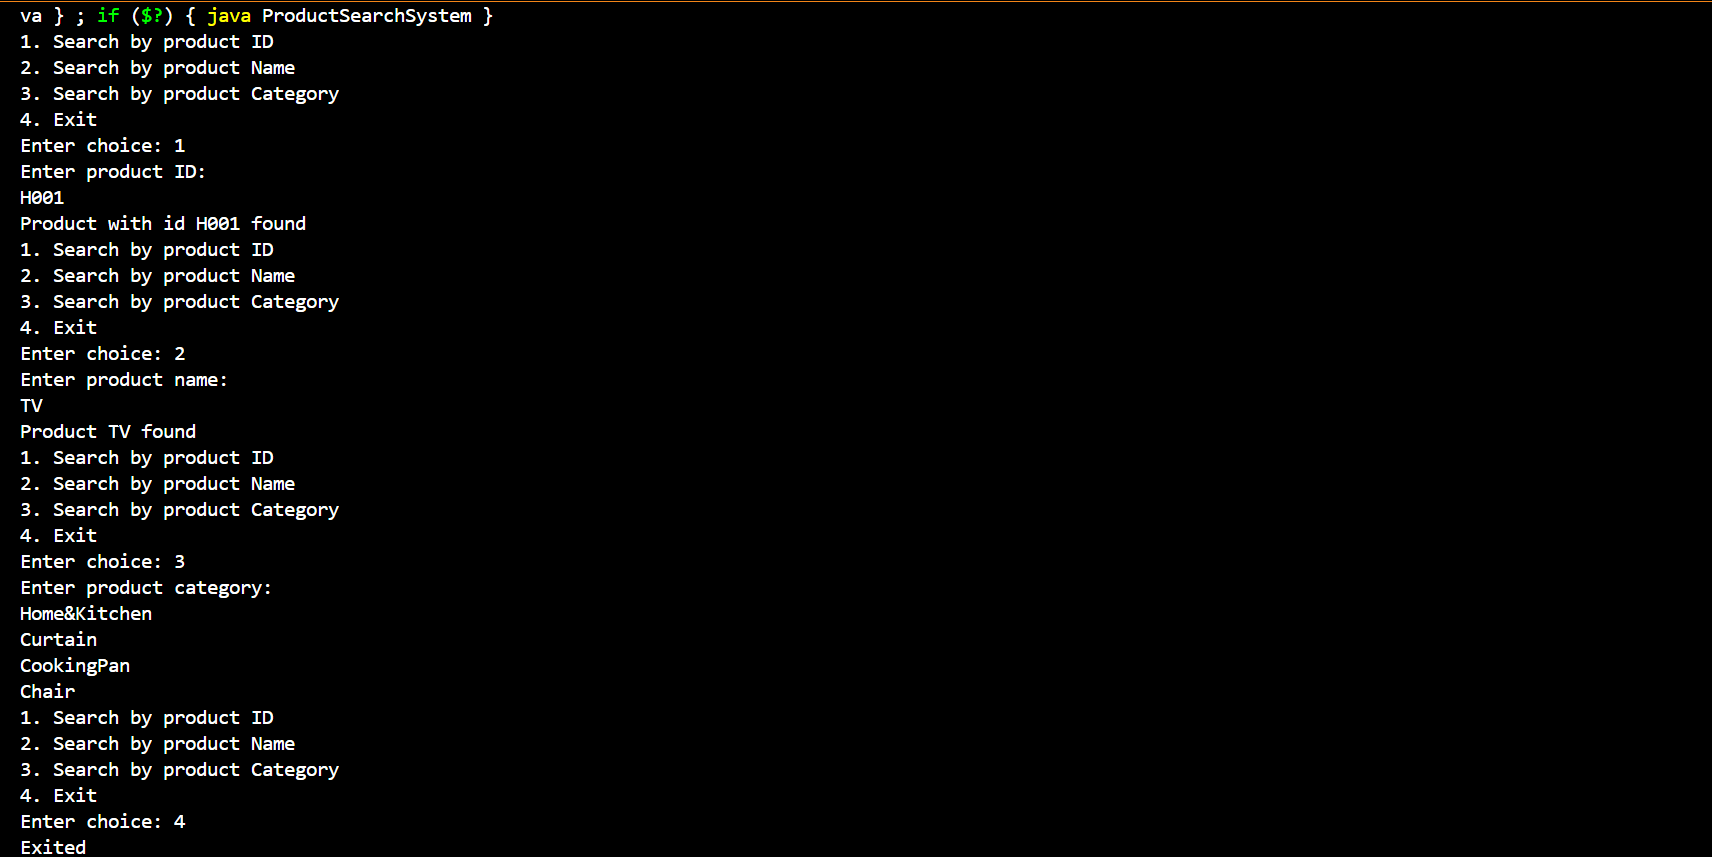 va } ; if ($?) { java ProductSearchSystem }
1. Search by product ID
2. Search by product Name
3. Search by product Category
4. Exit
Enter choice: 1
Enter product ID:
H001
Product with id H001 found
1. Search by product ID
2. Search by product Name
3. Search by product Category
4. Exit
Enter choice: 2
Enter product name:
TV
Product TV found
1. Search by product ID
2. Search by product Name
3. Search by product Category
4. Exit
Enter choice: 3
Enter product category:
Home&Kitchen
Curtain
CookingPan
Chair
1. Search by product ID
2. Search by product Name
3. Search by product Category
4. Exit
Enter choice: 4
Exited